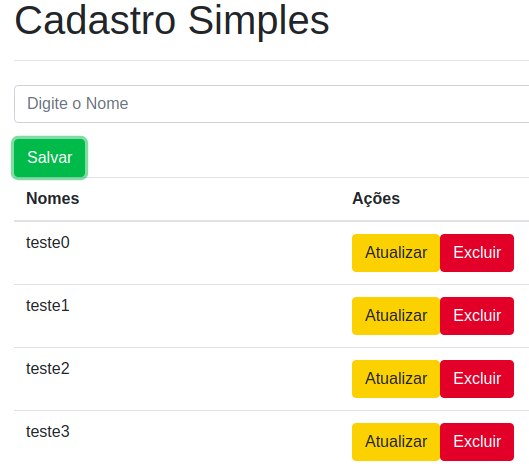 Cadastro Simples
Digite o Nome
Salvar
Nomes Ações
teste0 Atualizar Excluir
teste1 Atualizar Excluir
teste2 Atualizar Excluir
teste3 Atualizar Excluir